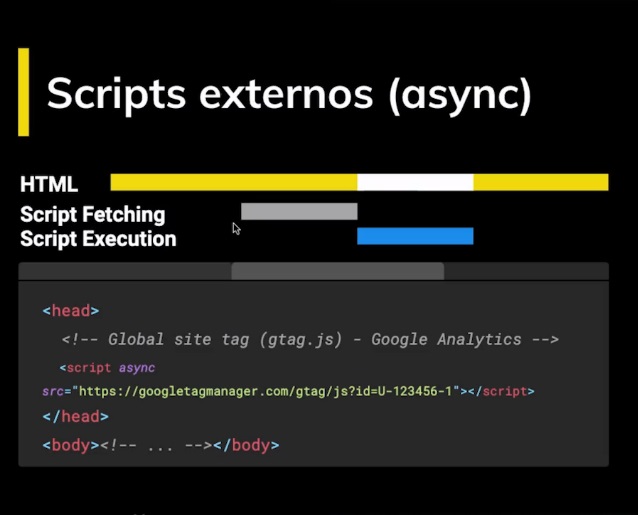 Scripts externos (async)
HTML
Script Fetching
Script Execution
<head>
<!-- Global site tag (gtag.js) - Google Analytics -->
<script async
src="https://googletagmanager.com/gtag/js?id=U-123456-1"></script>
</head>
<body><!-- ... --></body>